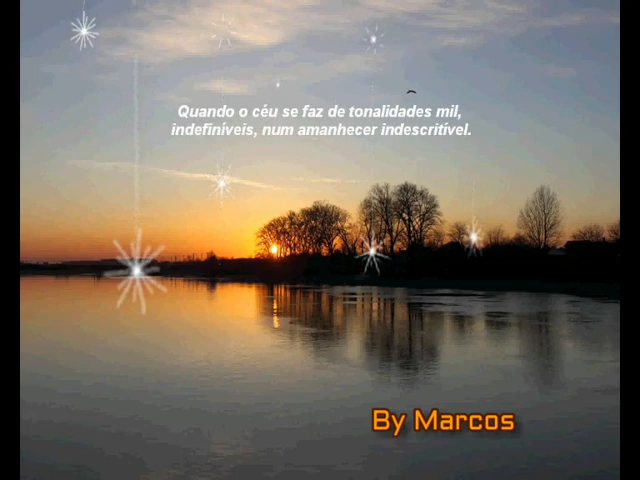 Quando o céu se faz de tonalidades mil,
indefiníveis, num amanhecer indescritível.
By Marcos